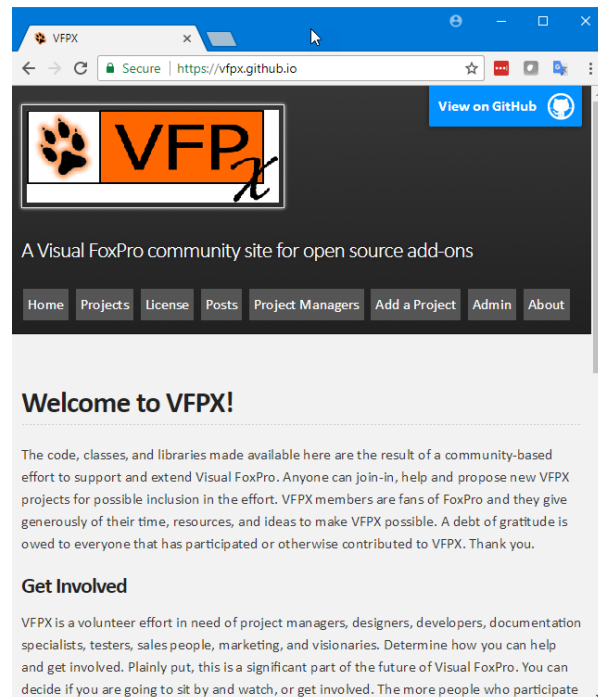 VFPX
Secure | https://vfpx.github.io
View on GitHub
VFP
x
A Visual FoxPro community site for open source add-ons
Home Projects License Posts Project Managers Add a Project Admin About
Welcome to VFPX!
The code, classes, and libraries made available here are the result of a community-based
effort to support and extend Visual FoxPro. Anyone can join-in, help and propose new VFPX
projects for possible inclusion in the effort. VFPX members are fans of FoxPro and they give
generously of their time, resources, and ideas to make VFPX possible. A debt of gratitude is
owed to everyone that has participated or otherwise contributed to VFPX. Thank you.
Get Involved
VFPX is a volunteer effort in need of project managers, designers, developers, documentation
specialists, testers, sales people, marketing, and visionaries. Determine how you can help
and get involved. Plainly put, this is a significant part of the future of Visual FoxPro. You can
decide if you are going to sit by and watch, or get involved. The more people who participate